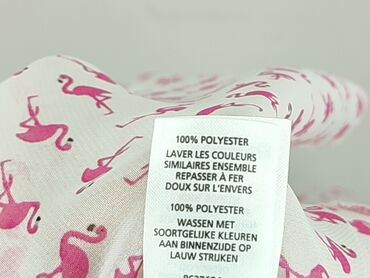 100% POLYESTER
LAVER LES COULEURS
SIMILAIRES ENSEMBLE
REPASSER À FER
DOUX SUR L'ENVERS
100% POLYESTER
WASSEN MET
SOORTGELIJKE KLEUREN
AAN BINNENZIJDE OP
LAUW STRIJKEN